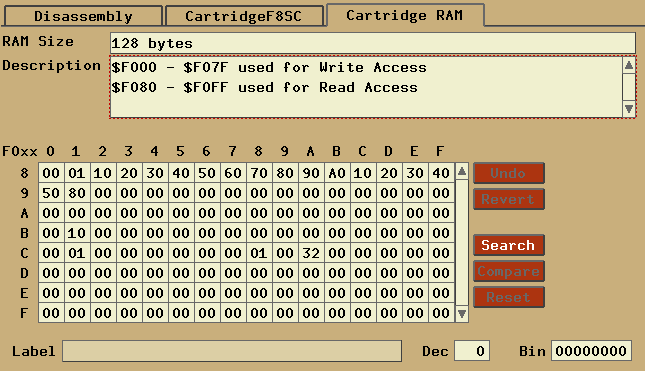 Disassembly CartridgeF8SC Cartridge RAM
RAM Size 128 bytes
Description $F000 - $F07F used for Write Access
$F080 - $F0FF used for Read Access
F0xx 0 1 2 3 4 5 6 7 8 9 A B C D E F
8 00 01 10 20 30 40 50 60 70 80 90 A0 10 20 30 40 Undo
9 50 80 00 00 00 00 00 00 00 00 00 00 00 00 00 00 Revert
A 00 00 00 00 00 00 00 00 00 00 00 00 00 00 00 00
B 00 10 00 00 00 00 00 00 00 00 00 00 00 00 00 00
C 00 01 00 00 00 00 00 00 01 00 32 00 00 00 00 00 Search
D 00 00 00 00 00 00 00 00 00 00 00 00 00 00 00 00 Compare
E 00 00 00 00 00 00 00 00 00 00 00 00 00 00 00 00 Reset
F 00 00 00 00 00 00 00 00 00 00 00 00 00 00 00 00
Label Dec 0 Bin 00000000